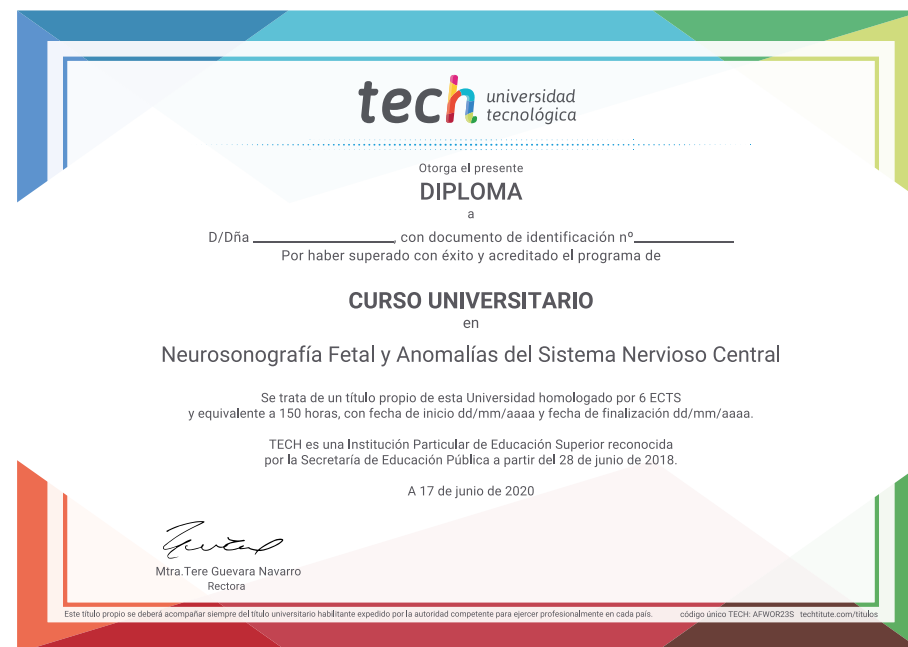 tech universidad
tecnológica
Otorga el presente
DIPLOMA
a
D/Dña ____________________, con documento de identificación nº______________
Por haber superado con éxito y acreditado el programa de
CURSO UNIVERSITARIO
en
Neurosonografía Fetal y Anomalías del Sistema Nervioso Central
Se trata de un título propio de esta Universidad homologado por 6 ECTS
y equivalente a 150 horas, con fecha de inicio dd/mm/aaaa y fecha de finalización dd/mm/aaaa.
TECH es una Institución Particular de Educación Superior reconocida
por la Secretaría de Educación Pública a partir del 28 de junio de 2018.
A 17 de junio de 2020
Mtra.Tere Guevara Navarro
Rectora
Este título propio se deberá acompañar siempre del título universitario habilitante expedido por la autoridad competente para ejercer profesionalmente en cada país. código único TECH: AFWOR23S techtitute.com/titulos